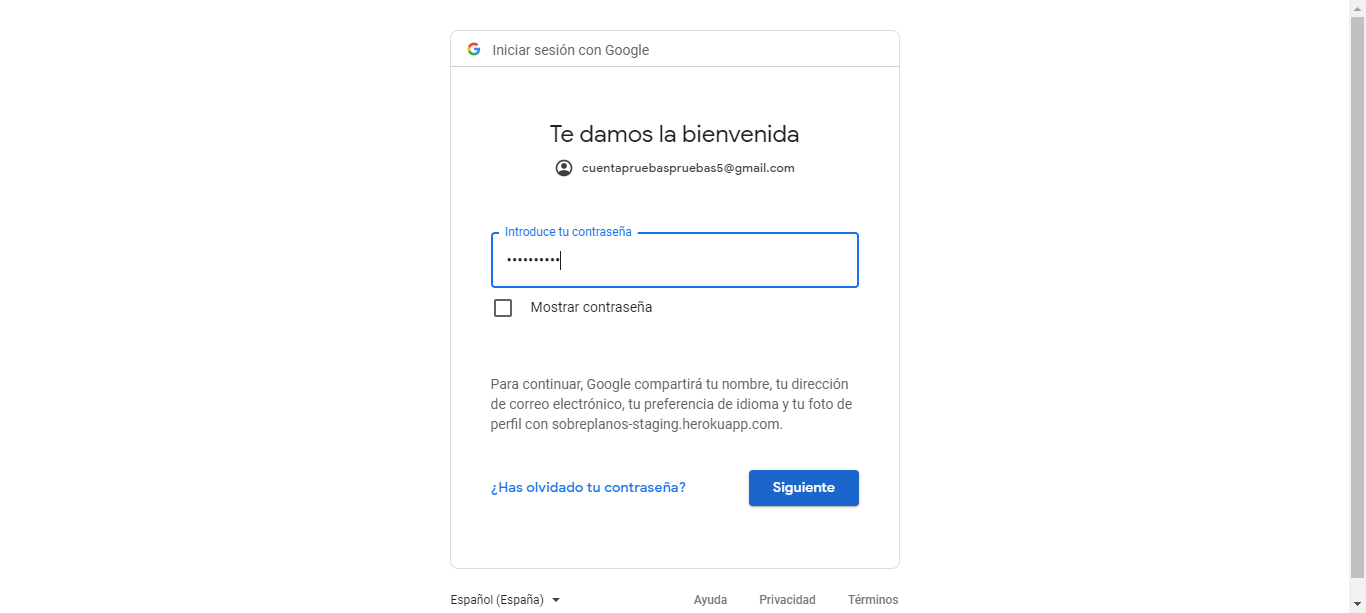 Iniciar sesión con Google
Te damos la bienvenida
cuentapruebaspruebas5@gmail.com
Introduce tu contraseña
••••••••••
Mostrar contraseña
Para continuar, Google compartirá tu nombre, tu dirección
de correo electrónico, tu preferencia de idioma y tu foto de
perfil con sobreplanos-staging.herokuapp.com.
¿Has olvidado tu contraseña?
Siguiente
Español (España)
Ayuda
Privacidad
Términos